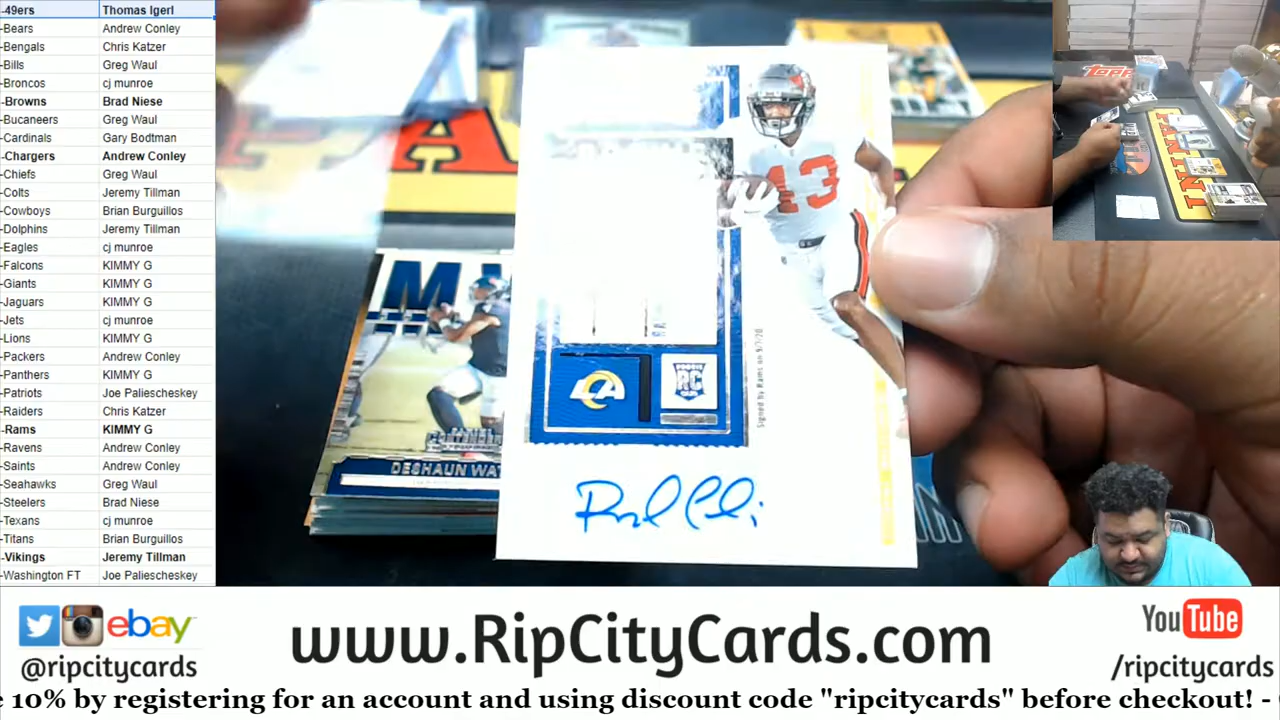 -49ers Thomas Igerl
-Bears Andrew Conley
-Bengals Chris Katzer
-Bills Greg Waul
-Broncos cj munroe
-Browns Brad Niese
-Bucaneers Greg Waul
-Cardinals Gary Bodtman
-Chargers Andrew Conley
-Chiefs Greg Waul
-Colts Jeremy Tillman
-Cowboys Brian Burguillos
-Dolphins Jeremy Tillman
-Eagles cj munroe
-Falcons KIMMY G
-Giants KIMMY G
-Jaguars KIMMY G
-Jets cj munroe
-Lions KIMMY G
-Packers Andrew Conley
-Panthers KIMMY G
-Patriots Joe Paliescheskey
-Raiders Chris Katzer
-Rams KIMMY G
-Ravens Andrew Conley
-Saints Andrew Conley
-Seahawks Greg Waul
-Steelers Brad Niese
-Texans cj munroe
-Titans Brian Burguillos
-Vikings Jeremy Tillman
-Washington FT Joe Paliescheskey
43
RC
DESHAUN WAT
topps
PANINI
ebay
@ripcitycards
www.RipCityCards.com
YouTube
/ripcitycards
e 10% by registering for an account and using discount code "ripcitycards" before checkout! -